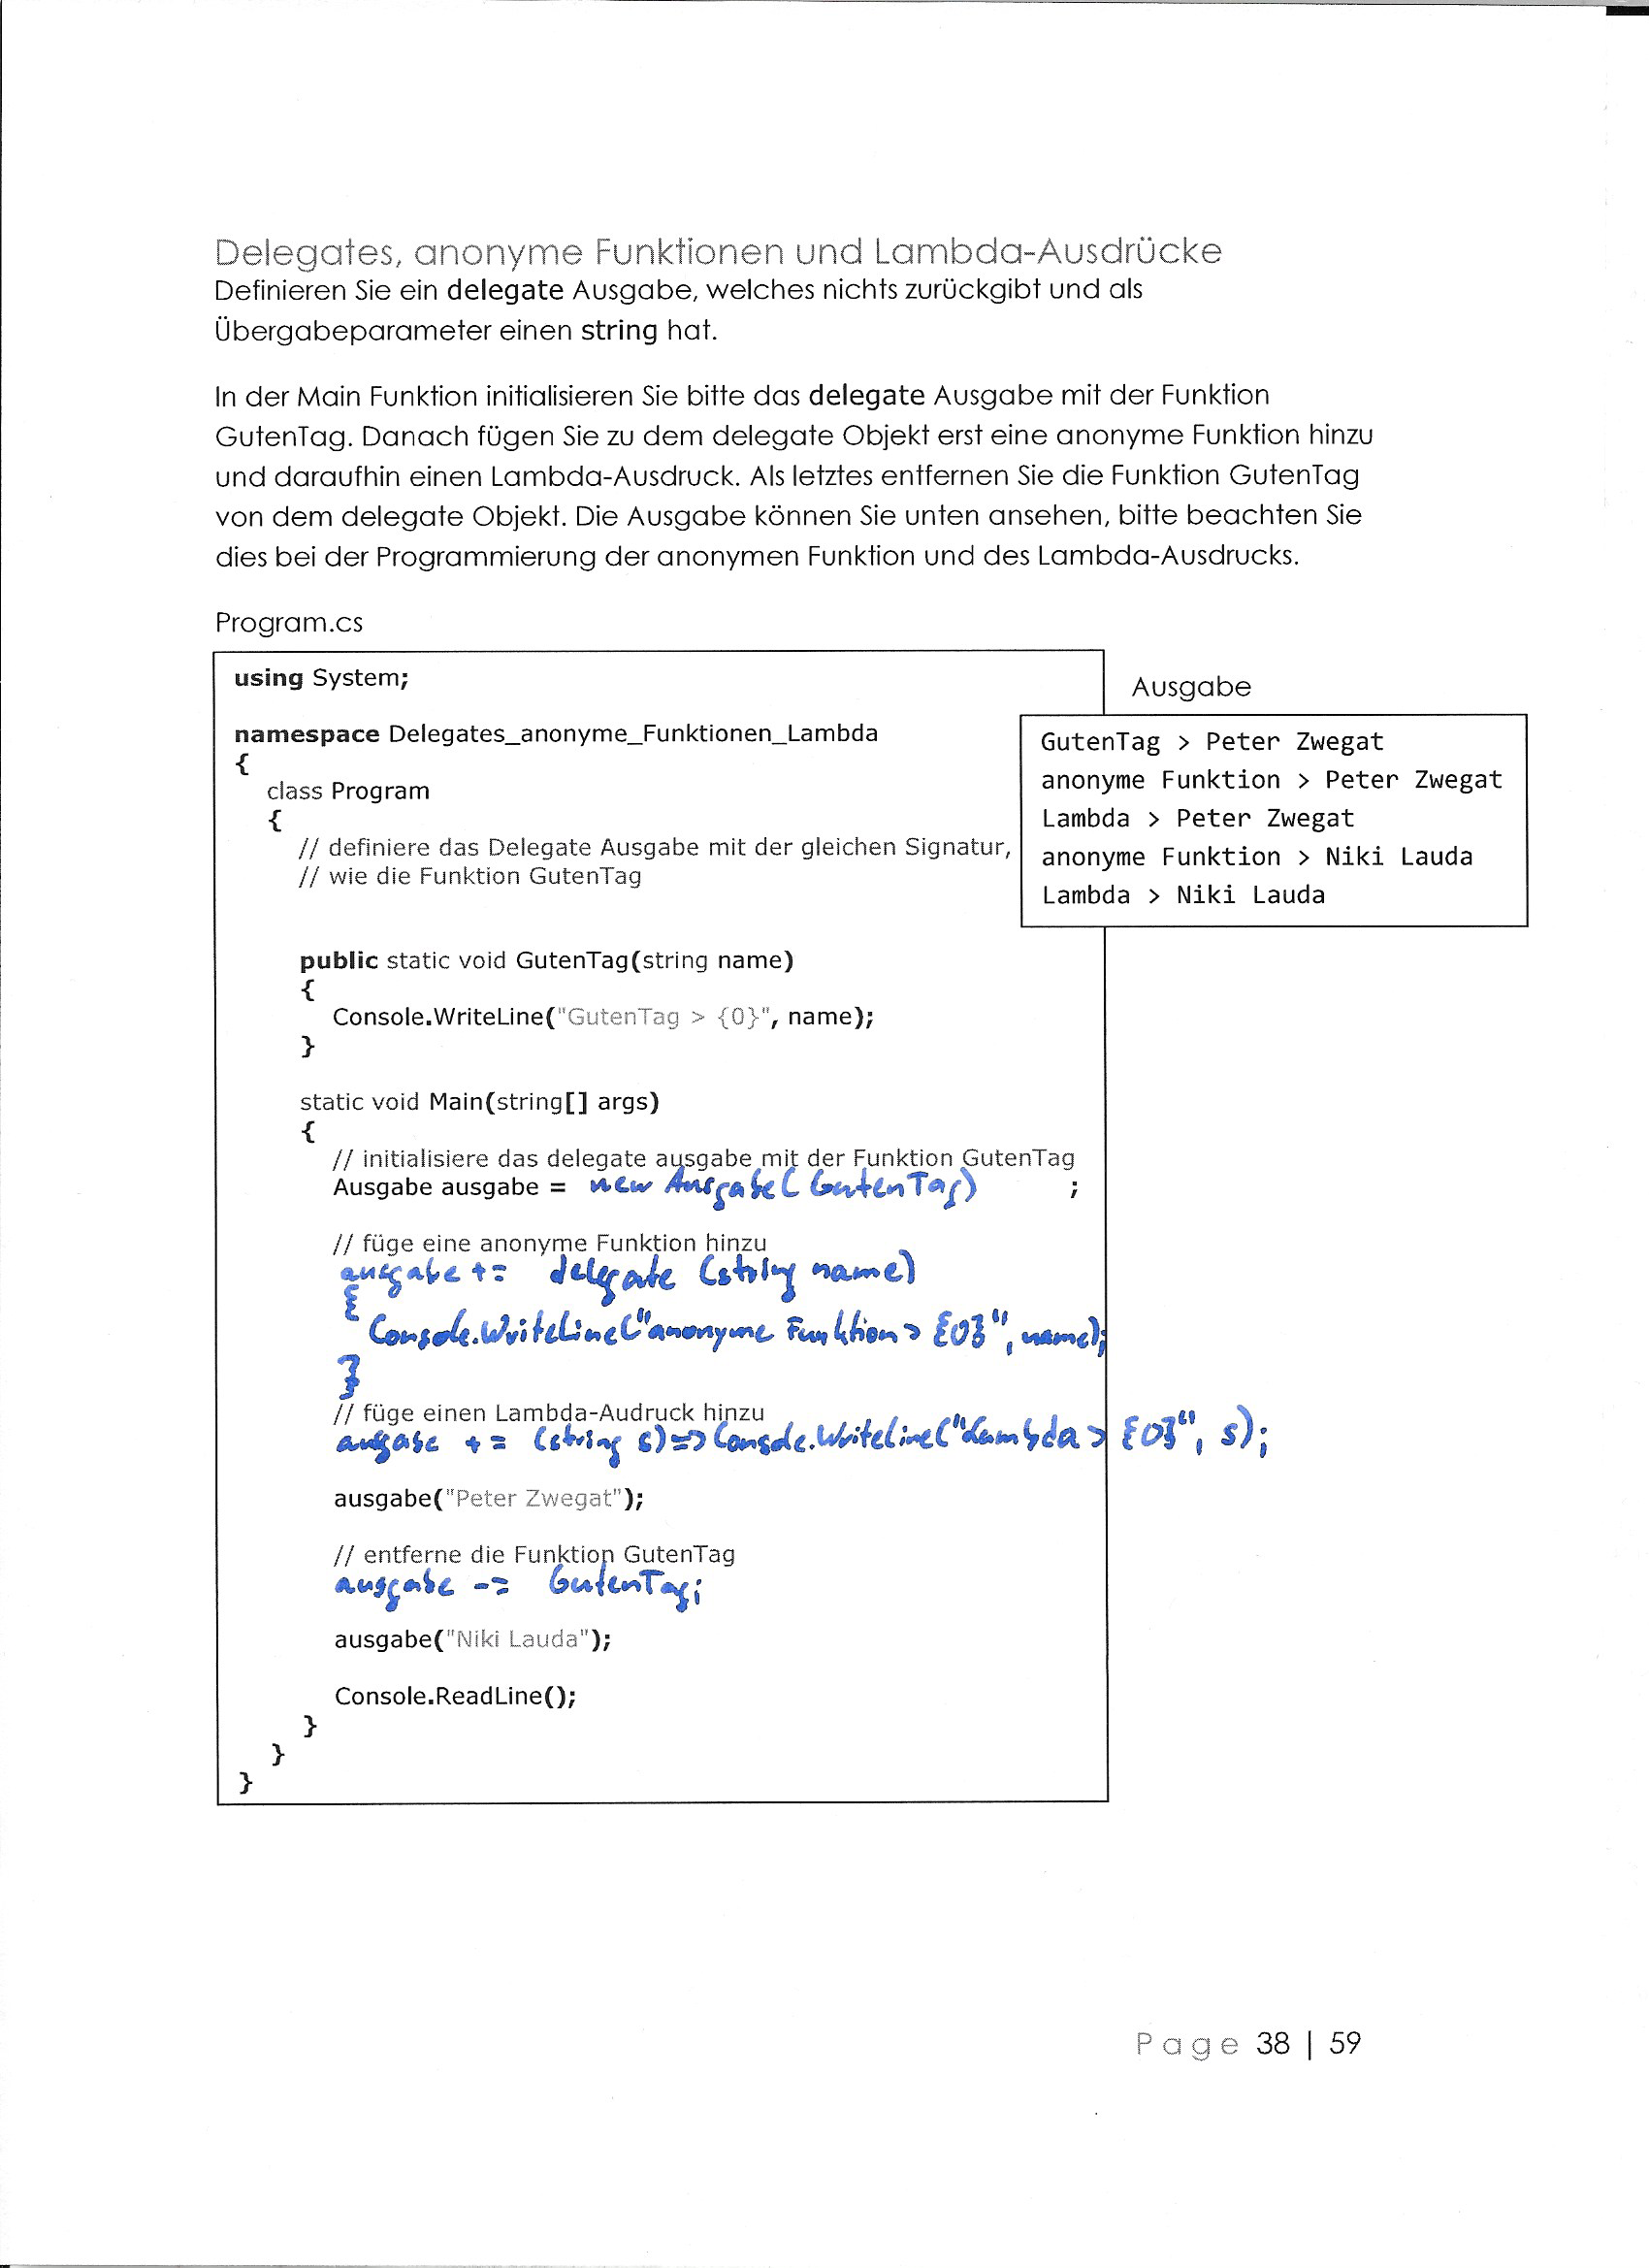 Delegates, anonyme Funktionen und Lambda-Ausdrücke
Definieren Sie ein delegate Ausgabe, welches nichts zurückgibt und als
Übergabeparameter einen string hat.
In der Main Funktion initialisieren Sie bitte das delegate Ausgabe mit der Funktion
GutenTag. Danach fügen Sie zu dem delegate Objekt erst eine anonyme Funktion hinzu
und daraufhin einen Lambda-Ausdruck. Als letztes entfernen Sie die Funktion GutenTag
von dem delegate Objekt. Die Ausgabe können Sie unten ansehen, bitte beachten Sie
dies bei der Programmierung der anonymen Funktion und des Lambda-Ausdrucks.
Program.cs
using System;
namespace Delegates_anonyme_Funktionen_Lambda
{
class Program
{
// definiere das Delegate Ausgabe mit der gleichen Signatur,
// wie die Funktion GutenTag
public static void GutenTag(string name)
{
Console.WriteLine("GutenTag > {0}", name);
}
static void Main(string[] args)
{
// initialisiere das delegate ausgabe mit der Funktion GutenTag
Ausgabe ausgabe = new Ausgabe(GutenTag) ;
// füge eine anonyme Funktion hinzu
ausgabe += delegate (string name)
{
Console.WriteLine("anonyme Funktion > {0}", name);
}
// füge einen Lambda-Audruck hinzu
ausgabe += (string s)=>Console.WriteLine("Lambda > {0}", s);
ausgabe("Peter Zwegat");
// entferne die Funktion GutenTag
ausgabe -= GutenTag;
ausgabe("Niki Lauda");
Console.ReadLine();
}
}
}
Ausgabe
GutenTag > Peter Zwegat
anonyme Funktion > Peter Zwegat
Lambda > Peter Zwegat
anonyme Funktion > Niki Lauda
Lambda > Niki Lauda
Page 38 | 59